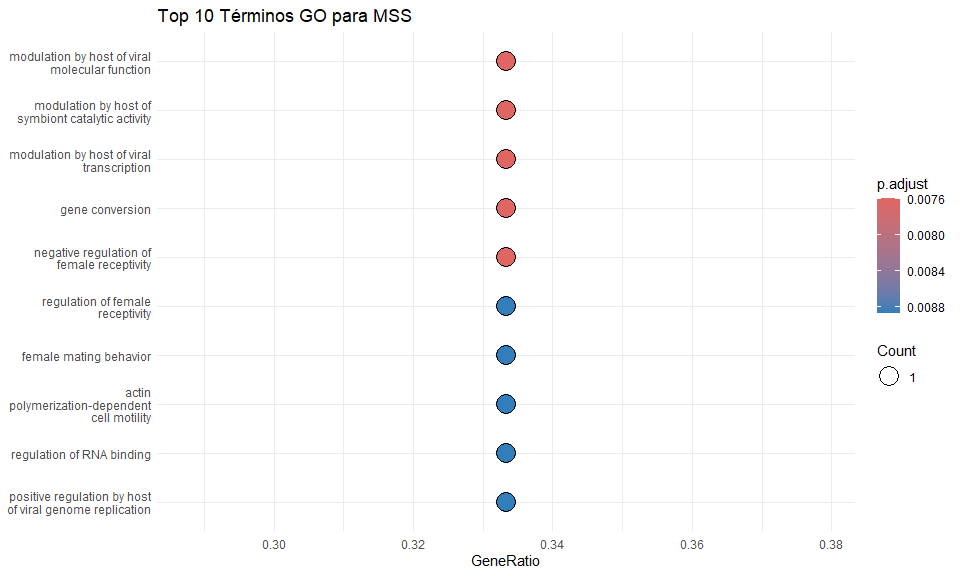 Top 10 Términos GO para MSS
modulation by host of viral
molecular function
modulation by host of
symbiont catalytic activity
modulation by host of viral
transcription
gene conversion
negative regulation of
female receptivity
regulation of female
receptivity
female mating behavior
actin
polymerization-dependent
cell motility
regulation of RNA binding
positive regulation by host
of viral genome replication
0.30
0.32
0.34
0.36
0.38
GeneRatio
p.adjust
0.0076
0.0080
0.0084
0.0088
Count
1